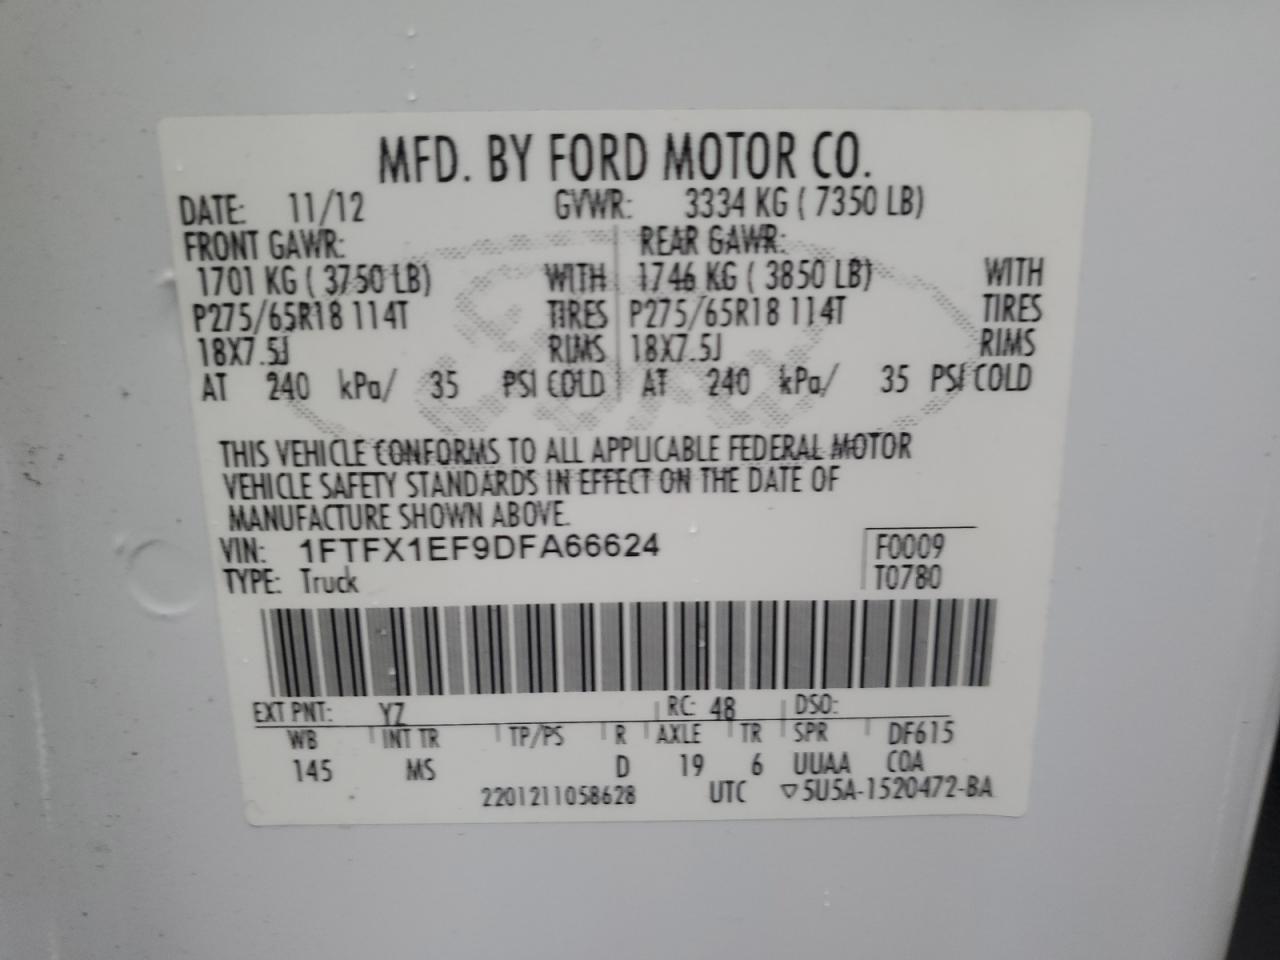 MFD. BY FORD MOTOR CO.
DATE: 11/12 GVWR: 3334 KG ( 7350 LB)
FRONT GAWR: REAR GAWR:
1701 KG ( 3750 LB) WITH 1746 KG ( 3850 LB) WITH
P275/65R18 114T TIRES P275/65R18 114T TIRES
18X7.5J RIMS 18X7.5J RIMS
AT 240 kPa/ 35 PSI COLD AT 240 kPa/ 35 PSI COLD
THIS VEHICLE CONFORMS TO ALL APPLICABLE FEDERAL MOTOR
VEHICLE SAFETY STANDARDS IN EFFECT ON THE DATE OF
MANUFACTURE SHOWN ABOVE.
VIN: 1FTFX1EF9DFA66624 F0009
TYPE: Truck T0780
EXT PNT: YZ RC: 48 DSO:
WB INT TR TP/PS R AXLE TR SPR DF615
145 MS D 19 6 UUAA COA
2201211058628 UTC ▽5U5A-1520472-BA